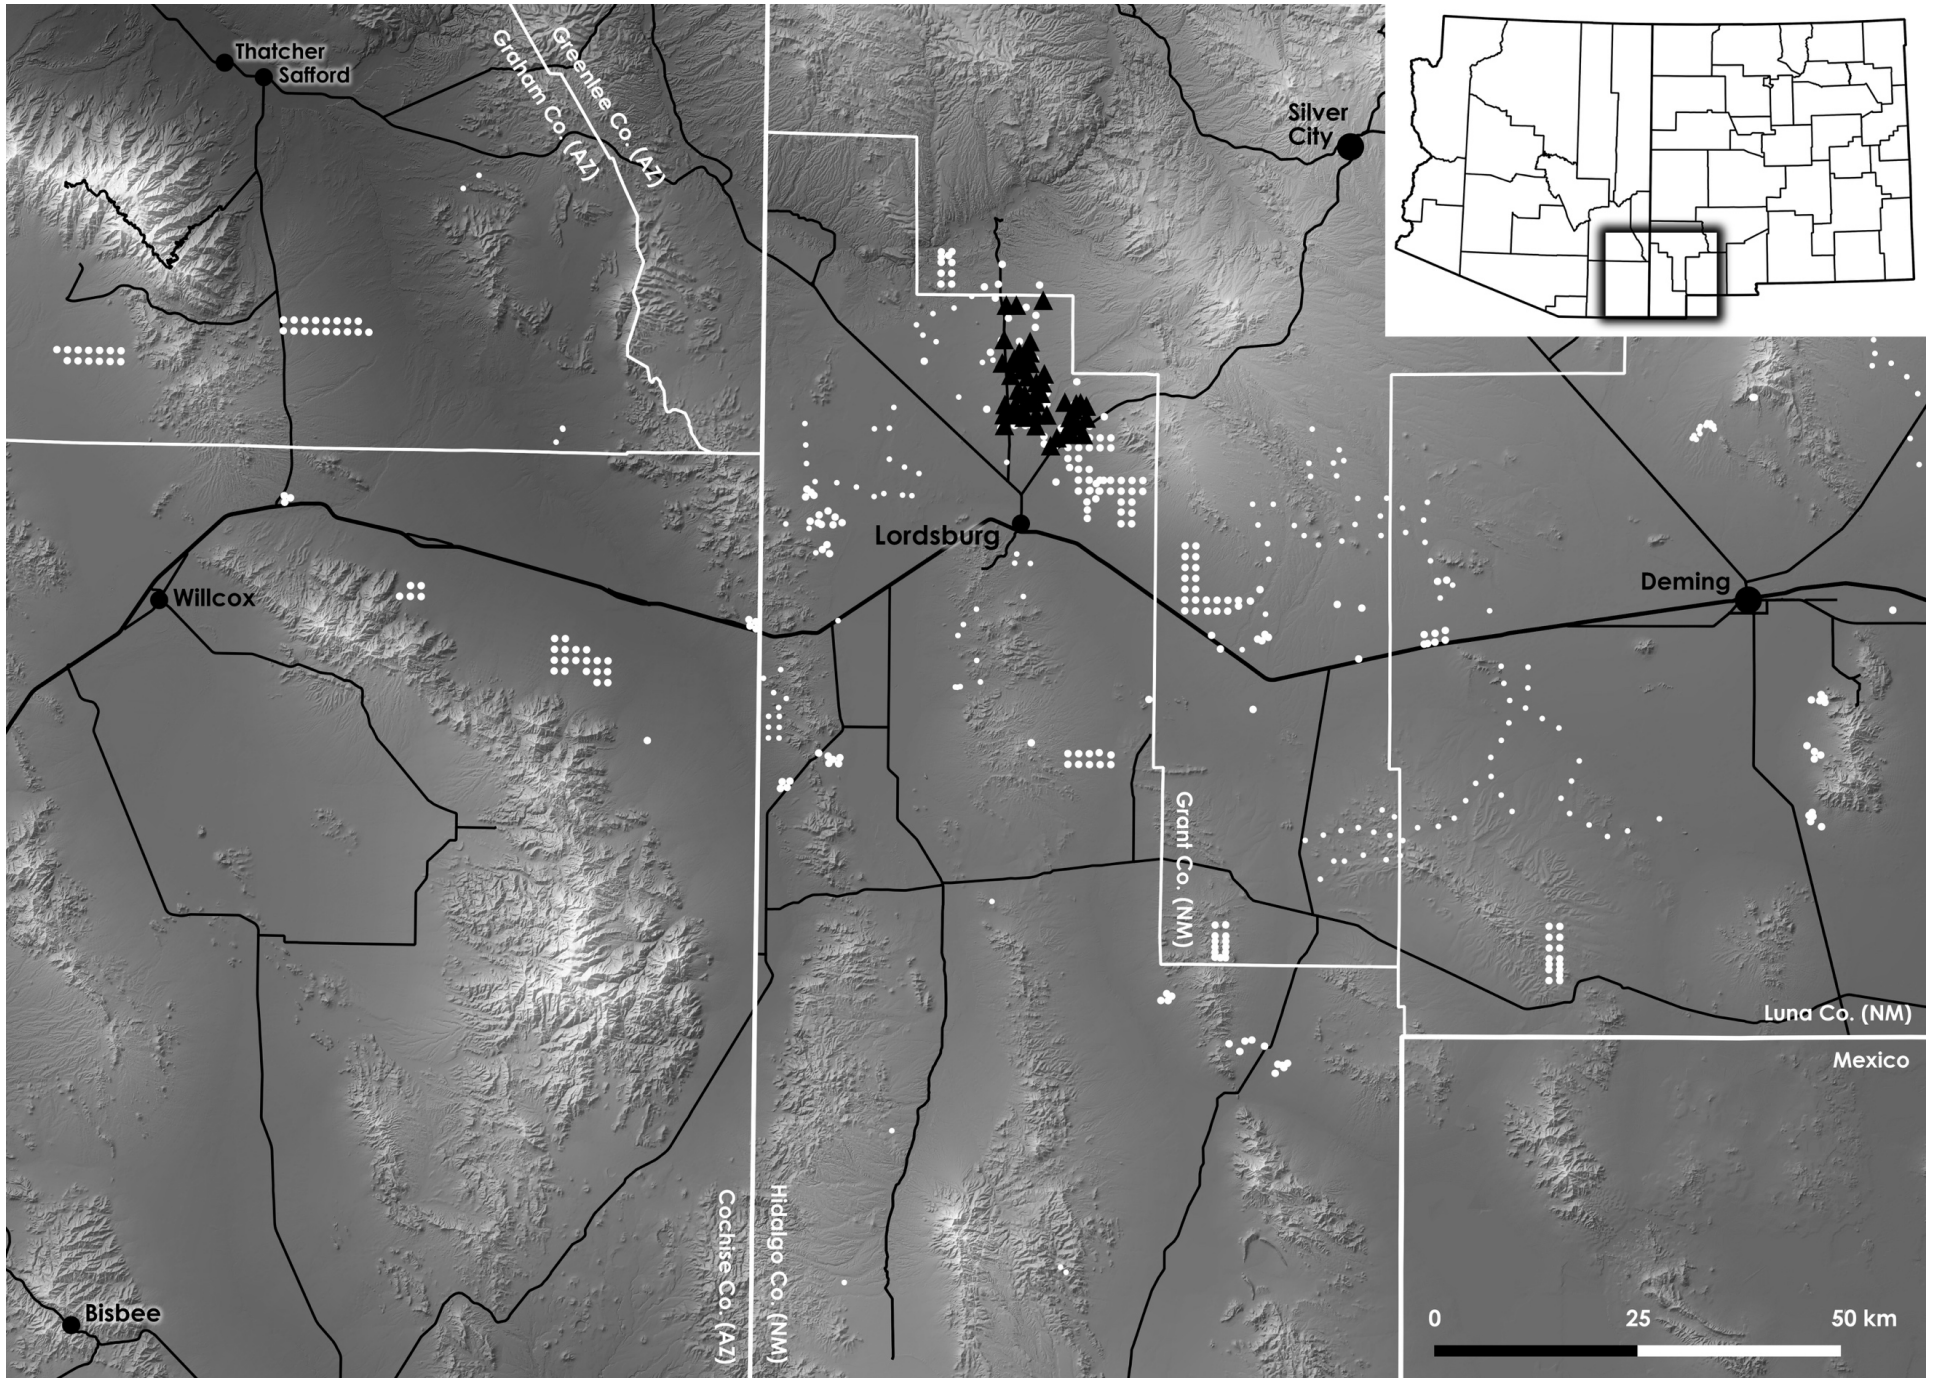 Thatcher
Safford
Greenlee Co. (AZ)
Graham Co. (AZ)
Silver
City
Lordsburg
Willcox
Deming
Grant Co. (NM)
Luna Co. (NM)
Mexico
Hidalgo Co. (NM)
Cochise Co. (AZ)
Bisbee
0 25 50 km